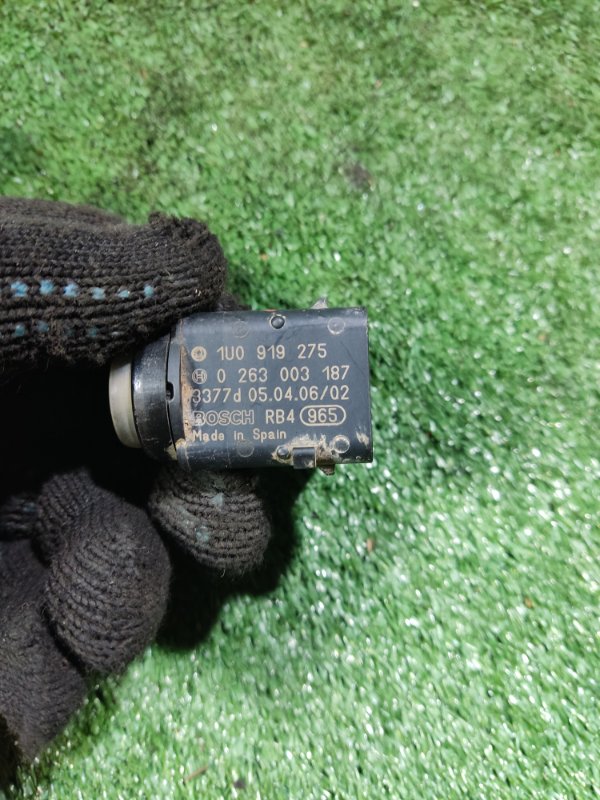 1U0 919 275
0 263 003 187
3377d 05.04.06/02
BOSCH RB4 965
Made in Spain